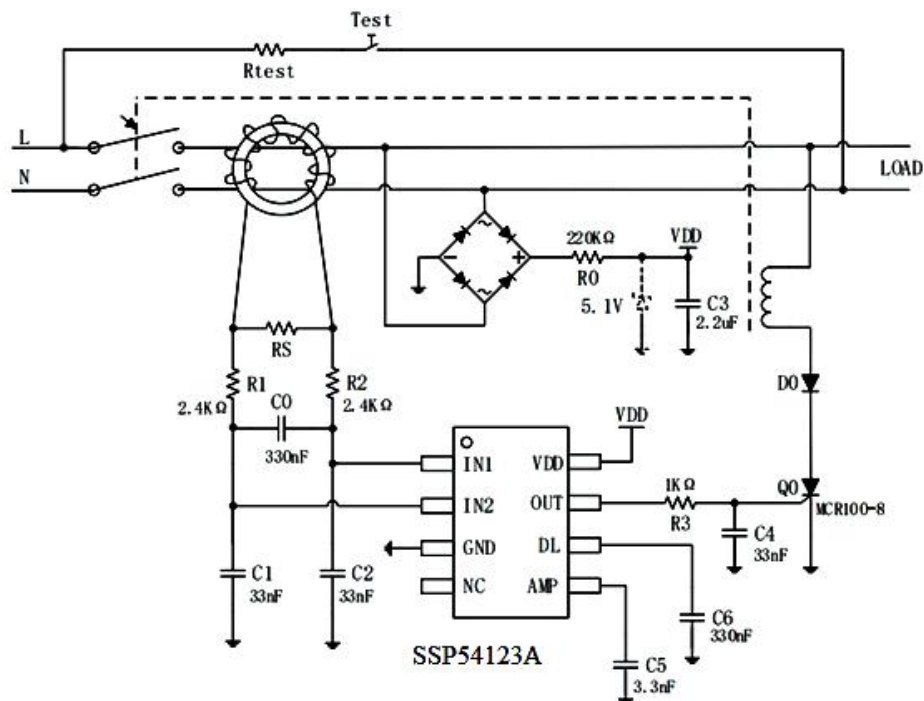 Test
Rtest
L
N
LOAD
220KΩ
R0
VDD
5.1V
C3
2.2uF
RS
R1
2.4KΩ
R2
2.4KΩ
C0
330nF
D0
VDD
IN1
VDD
IN2
OUT
GND
DL
NC
AMP
1KΩ
R3
Q0
MCR100-8
C4
33nF
C1
33nF
C2
33nF
C6
330nF
SSP54123A
C5
3.3nF